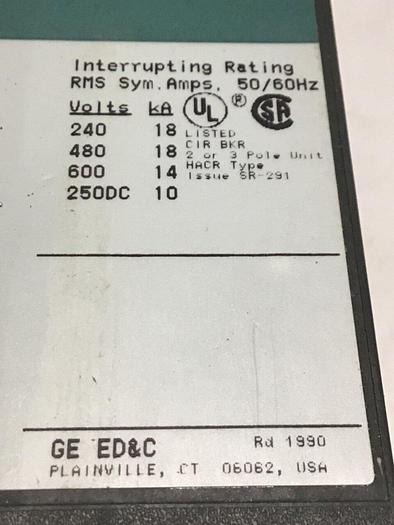 Interrupting Rating
RMS Sym.Amps, 50/60Hz
Volts kA UL ® SA
240 18 LISTED
CIR BKR
480 18 2 or 3 Pole Unit
600 14 HACR Type
Issue SR-291
250DC 10
GE ED&C Rd 1990
PLAINVILLE, CT 06062, USA